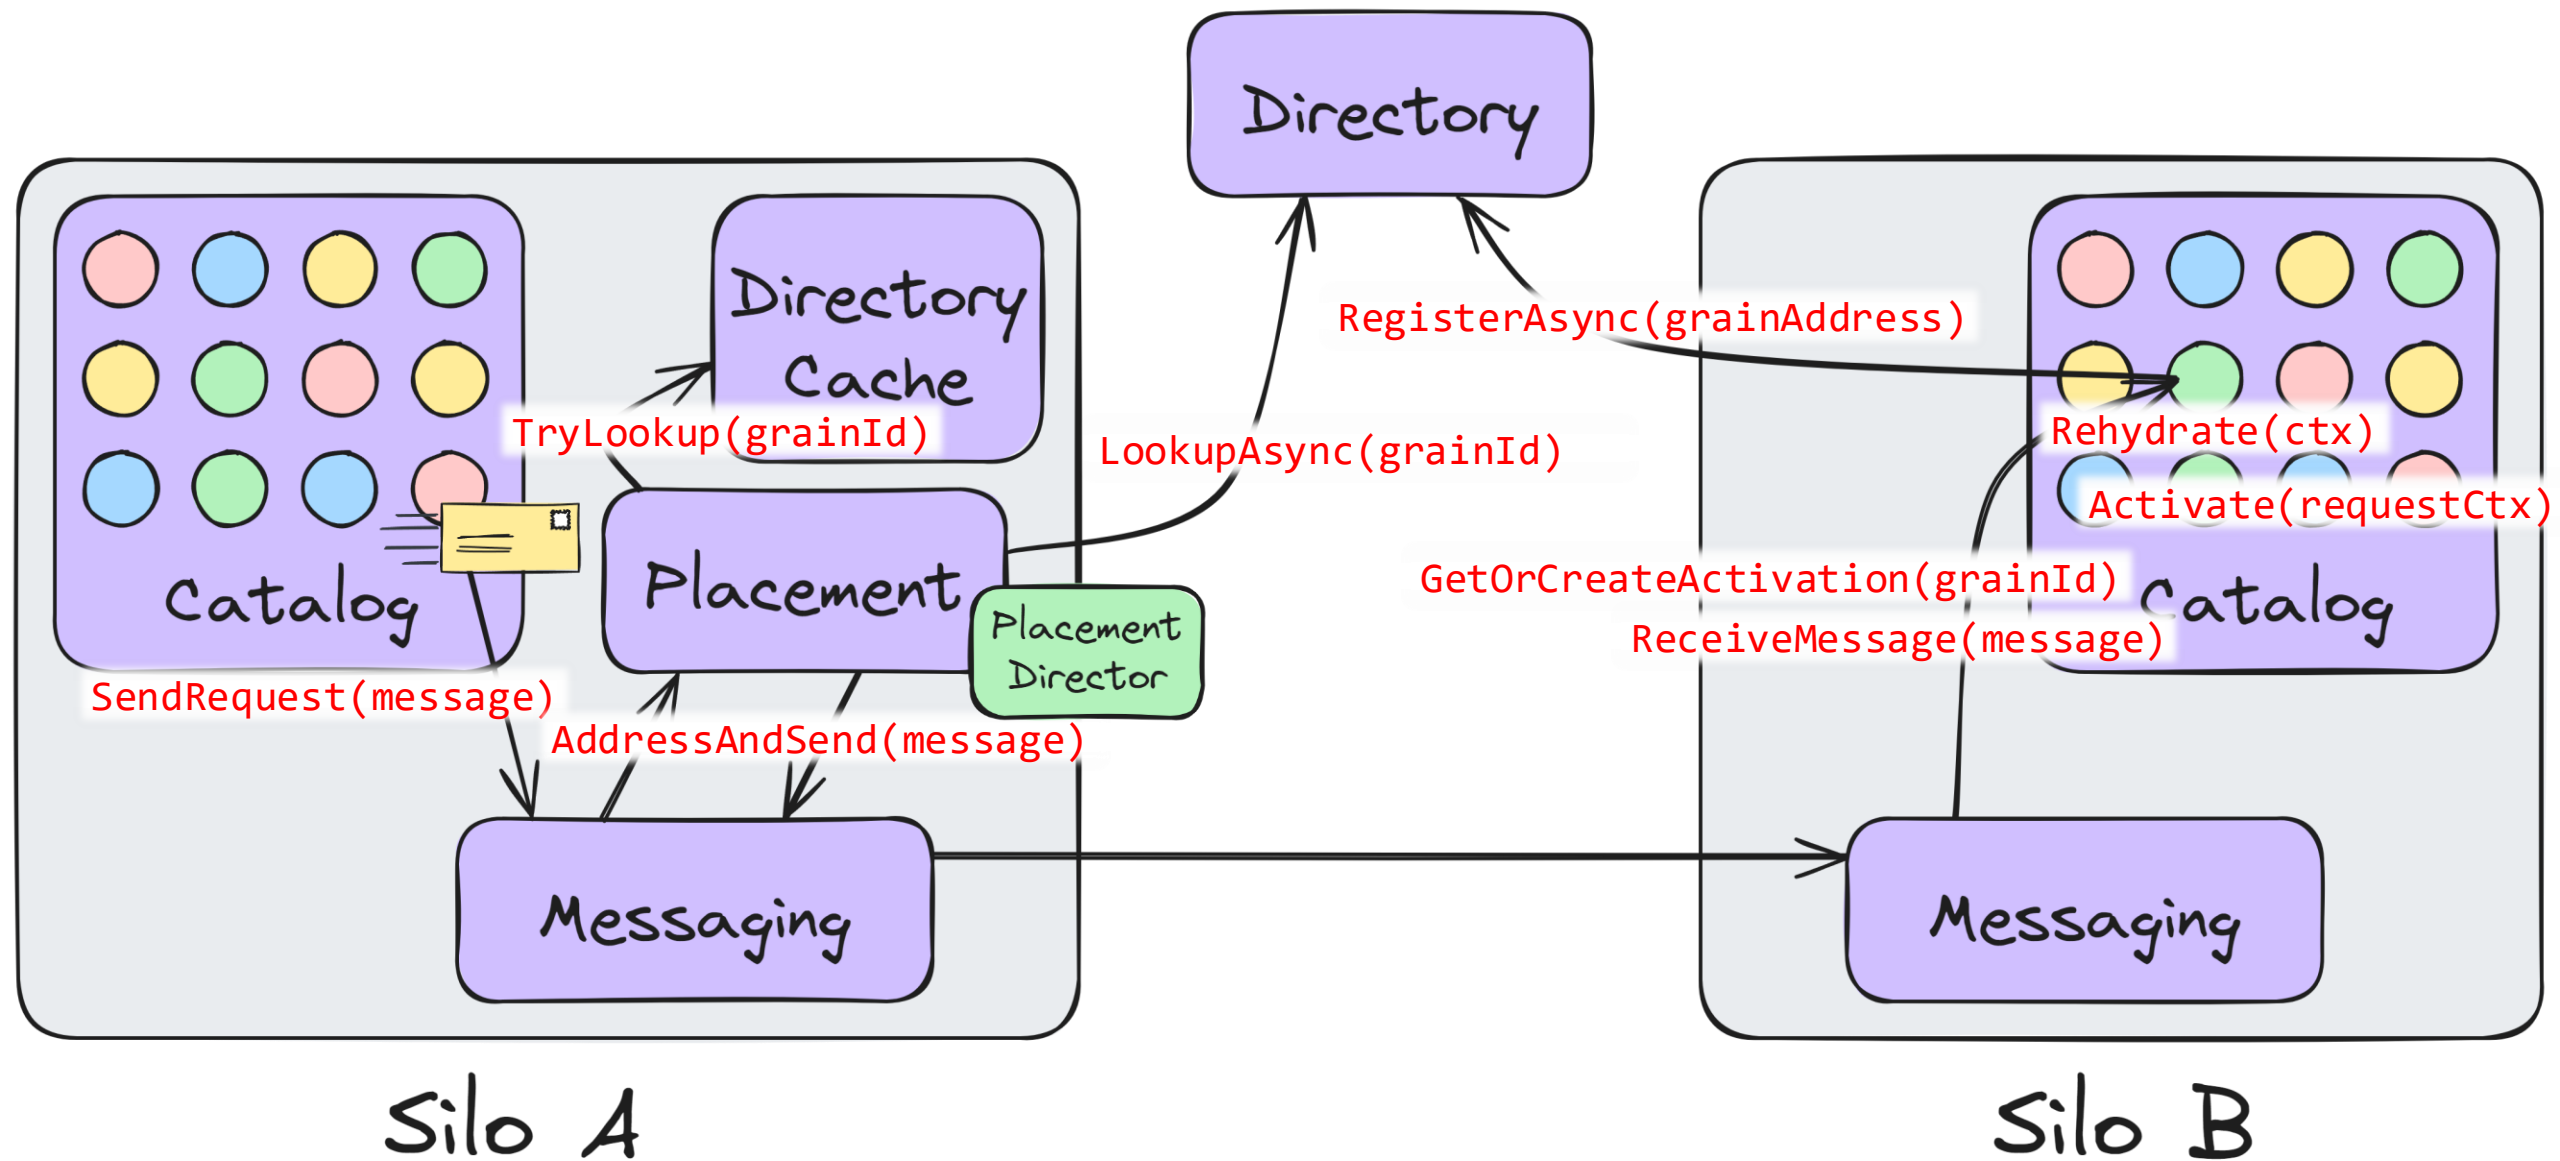 Directory
Directory
Cache
RegisterAsync(grainAddress)
TryLookup(grainId)
LookupAsync(grainId)
Rehydrate(ctx)
Activate(requestCtx)
Catalog
Placement
Placement
Director
GetOrCreateActivation(grainId)
Catalog
ReceiveMessage(message)
SendRequest(message)
AddressAndSend(message)
Messaging
Messaging
Silo A
Silo B